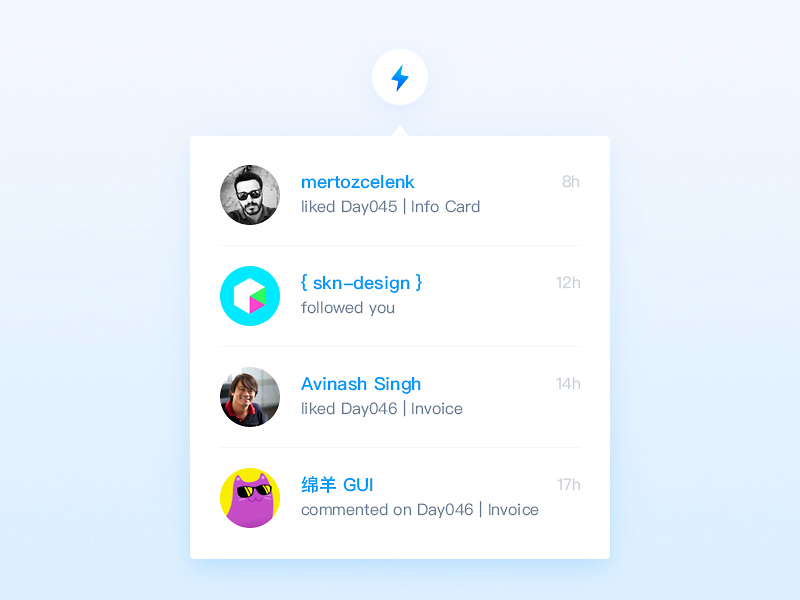 mertozcelenk 8h
liked Day045 | Info Card
{ skn-design } 12h
followed you
Avinash Singh 14h
liked Day046 | Invoice
绵羊 GUI 17h
commented on Day046 | Invoice